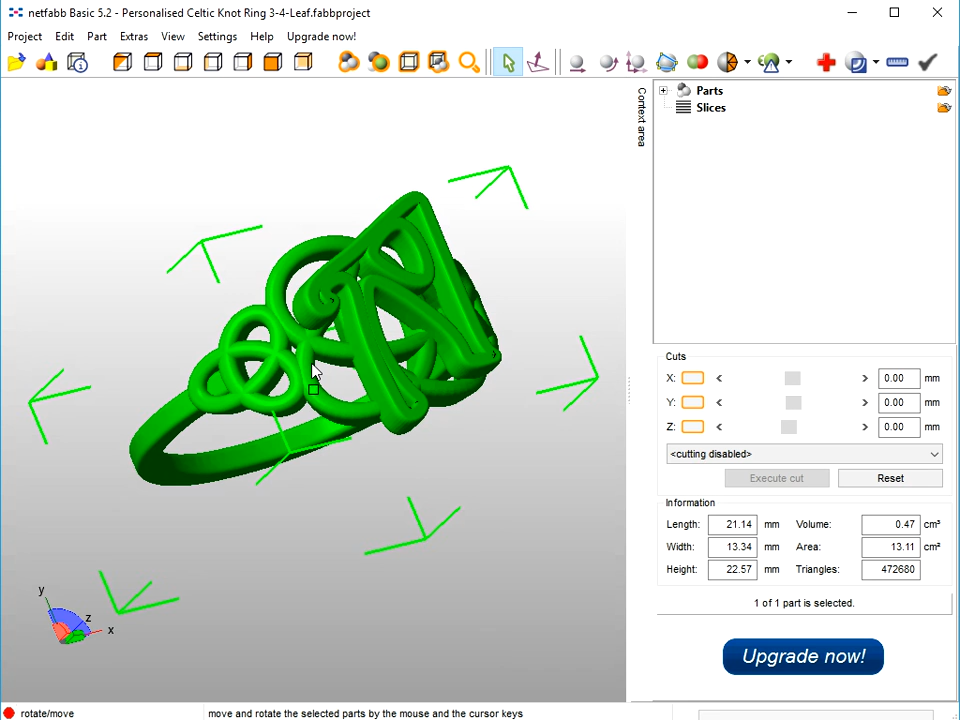 netfabb Basic 5.2 - Personalised Celtic Knot Ring 3-4-Leaf.fabbproject
Project Edit Part Extras View Settings Help Upgrade now!
Context area
Parts
Slices
Cuts
X: < > 0.00 mm
Y: < > 0.00 mm
Z: < > 0.00 mm
<cutting disabled>
Execute cut Reset
Information
Length: 21.14 mm Volume: 0.47 cm³
Width: 13.34 mm Area: 13.11 cm²
Height: 22.57 mm Triangles: 472680
1 of 1 part is selected.
Upgrade now!
y
z
x
rotate/move move and rotate the selected parts by the mouse and the cursor keys